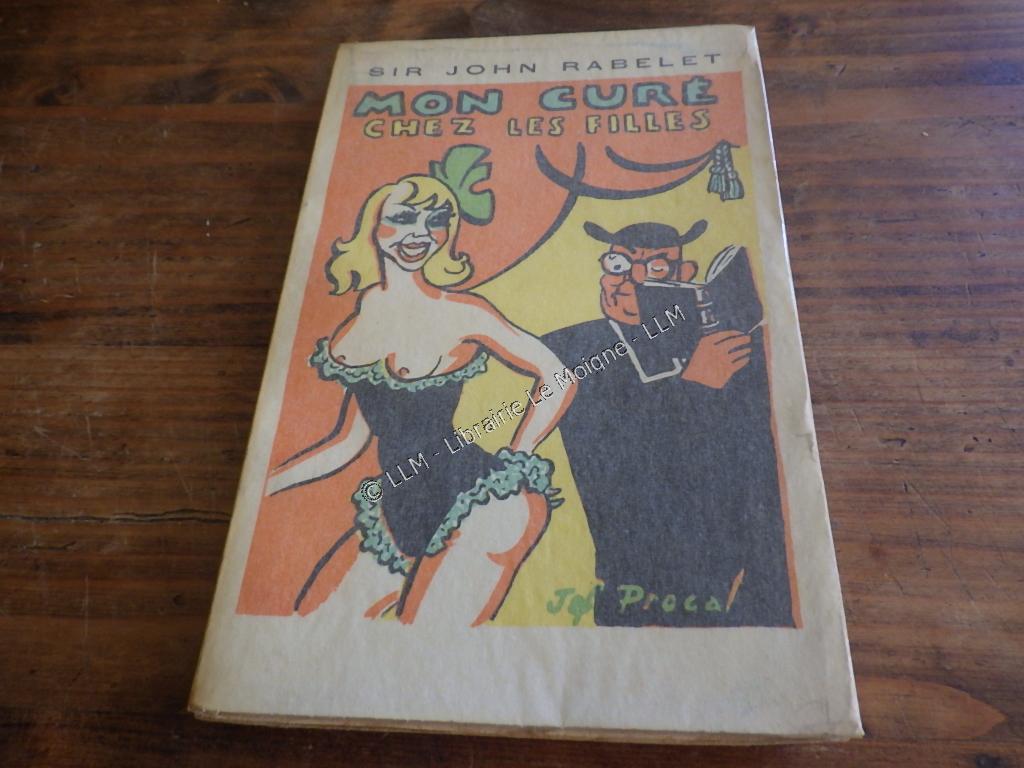 SIR JOHN RABELET
MON CURÉ
CHEZ LES FILLES
© LLM - Librairie Le Moigne - LLM
Jef Procal